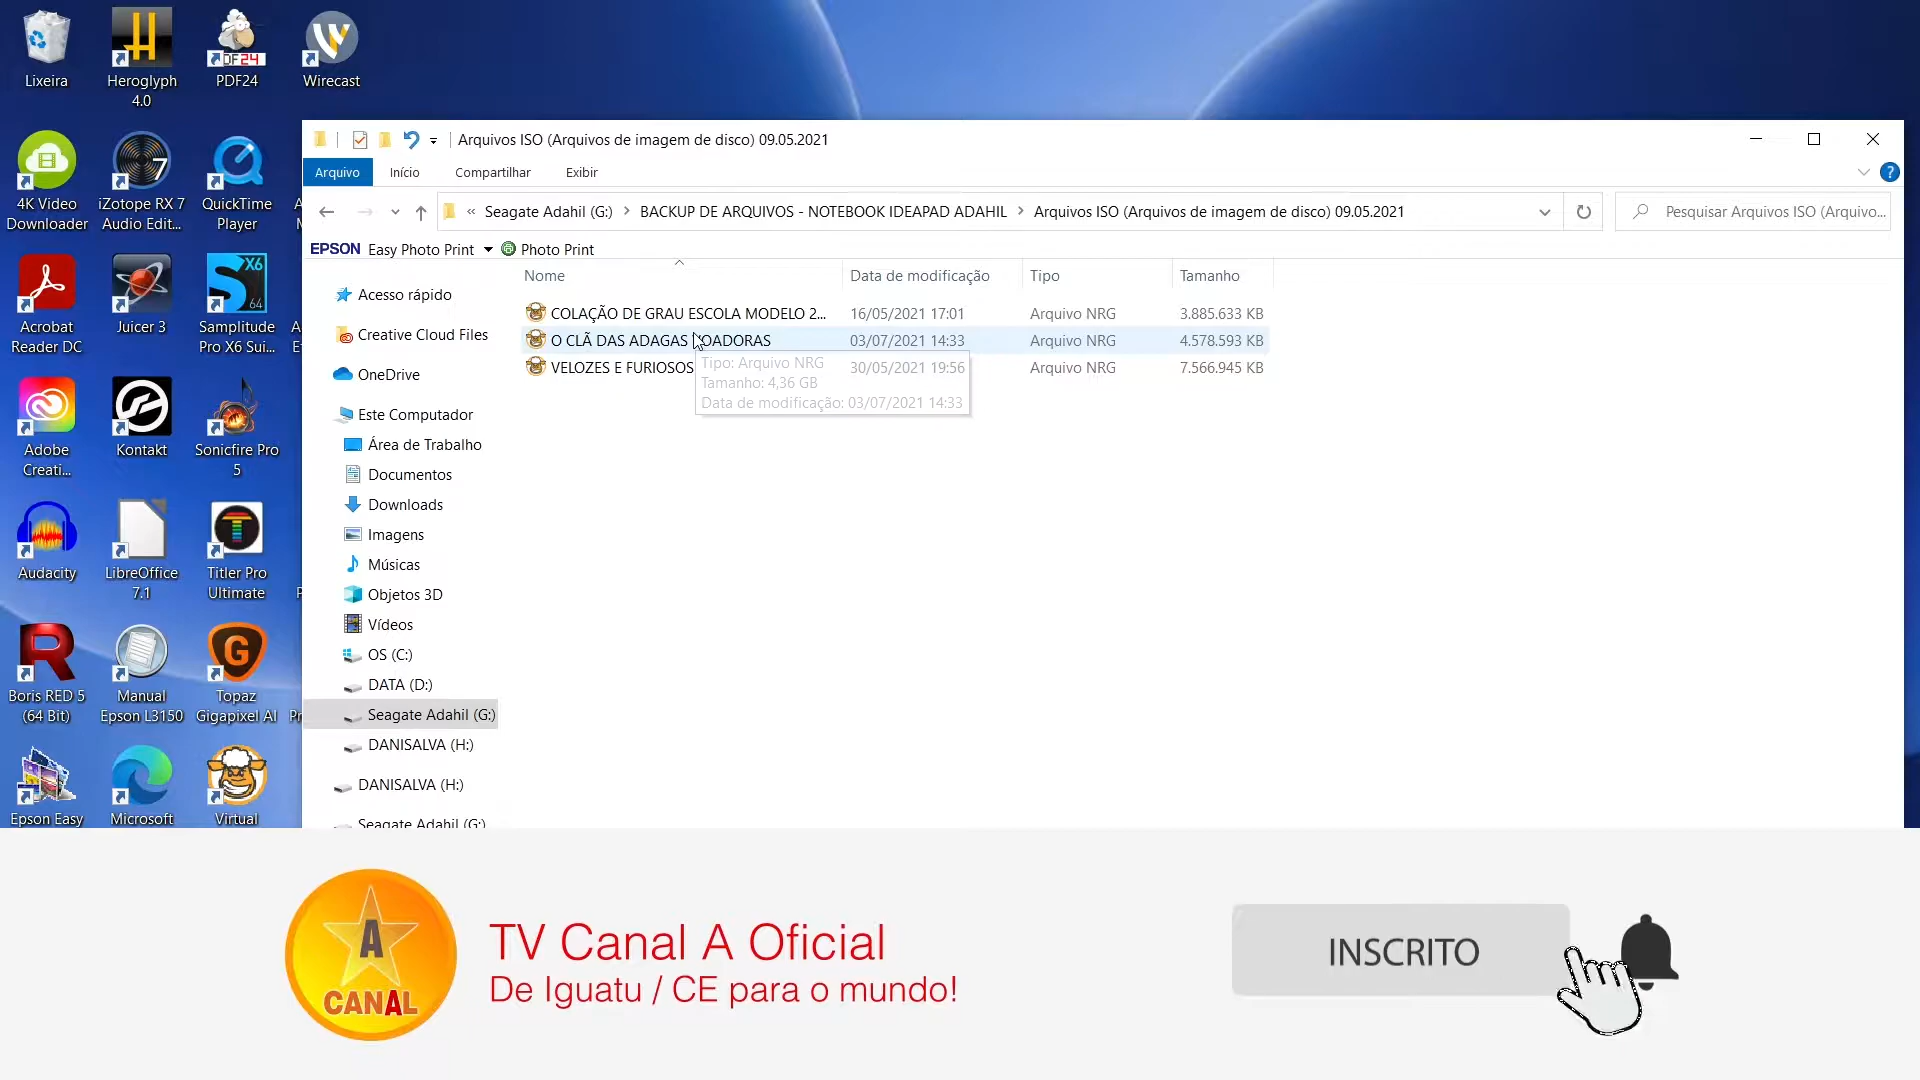 Lixeira
Heroglyph
4.0
PDF24
Wirecast
4K Video
Downloader
iZotope RX 7
Audio Edit...
QuickTime
Player
Acrobat
Reader DC
Juicer 3
Samplitude
Pro X6 Sui...
Adobe
Creati...
Kontakt
Sonicfire Pro
5
Audacity
LibreOffice
7.1
Titler Pro
Ultimate
Boris RED 5
(64 Bit)
Manual
Epson L3150
Topaz
Gigapixel AI
Epson Easy
Microsoft
Virtual
Arquivos ISO (Arquivos de imagem de disco) 09.05.2021
Arquivo
Início
Compartilhar
Exibir
« Seagate Adahil (G:) > BACKUP DE ARQUIVOS - NOTEBOOK IDEAPAD ADAHIL > Arquivos ISO (Arquivos de imagem de disco) 09.05.2021
Pesquisar Arquivos ISO (Arquivo...
EPSON Easy Photo Print
Photo Print
Nome
Data de modificação
Tipo
Tamanho
COLAÇÃO DE GRAU ESCOLA MODELO 2... 16/05/2021 17:01 Arquivo NRG 3.885.633 KB
O CLÃ DAS ADAGAS VOADORAS 03/07/2021 14:33 Arquivo NRG 4.578.593 KB
VELOZES E FURIOSOS 30/05/2021 19:56 Arquivo NRG 7.566.945 KB
Tipo: Arquivo NRG
Tamanho: 4,36 GB
Data de modificação: 03/07/2021 14:33
Acesso rápido
Creative Cloud Files
OneDrive
Este Computador
Área de Trabalho
Documentos
Downloads
Imagens
Músicas
Objetos 3D
Vídeos
OS (C:)
DATA (D:)
Seagate Adahil (G:)
DANISALVA (H:)
DANISALVA (H:)
Seagate Adahil (G:)
A
CANAL
TV Canal A Oficial
De Iguatu / CE para o mundo!
INSCRITO